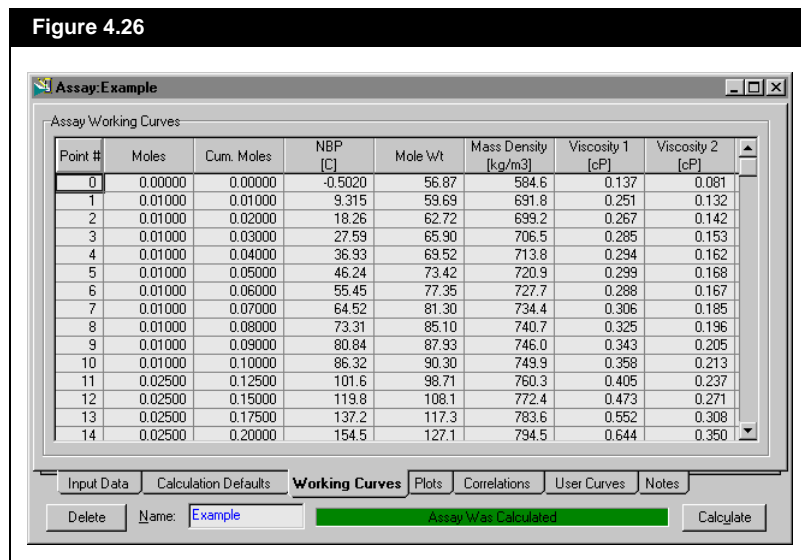 Figure 4.26
Assay:Example
Assay Working Curves
Point # Moles Cum. Moles NBP [C] Mole Wt Mass Density [kg/m3] Viscosity 1 [cP] Viscosity 2 [cP]
0 0.00000 0.00000 -0.5020 56.87 584.6 0.137 0.081
1 0.01000 0.01000 9.315 59.69 691.8 0.251 0.132
2 0.01000 0.02000 18.26 62.72 699.2 0.267 0.142
3 0.01000 0.03000 27.59 65.90 706.5 0.285 0.153
4 0.01000 0.04000 36.93 69.52 713.8 0.294 0.162
5 0.01000 0.05000 46.24 73.42 720.9 0.299 0.168
6 0.01000 0.06000 55.45 77.35 727.7 0.288 0.167
7 0.01000 0.07000 64.52 81.30 734.4 0.306 0.185
8 0.01000 0.08000 73.31 85.10 740.7 0.325 0.196
9 0.01000 0.09000 80.84 87.93 746.0 0.343 0.205
10 0.01000 0.10000 86.32 90.30 749.9 0.358 0.213
11 0.02500 0.12500 101.6 98.71 760.3 0.405 0.237
12 0.02500 0.15000 119.8 108.1 772.4 0.473 0.271
13 0.02500 0.17500 137.2 117.3 783.6 0.552 0.308
14 0.02500 0.20000 154.5 127.1 794.5 0.644 0.350
Input Data Calculation Defaults Working Curves Plots Correlations User Curves Notes
Delete Name: Example Assay Was Calculated Calculate